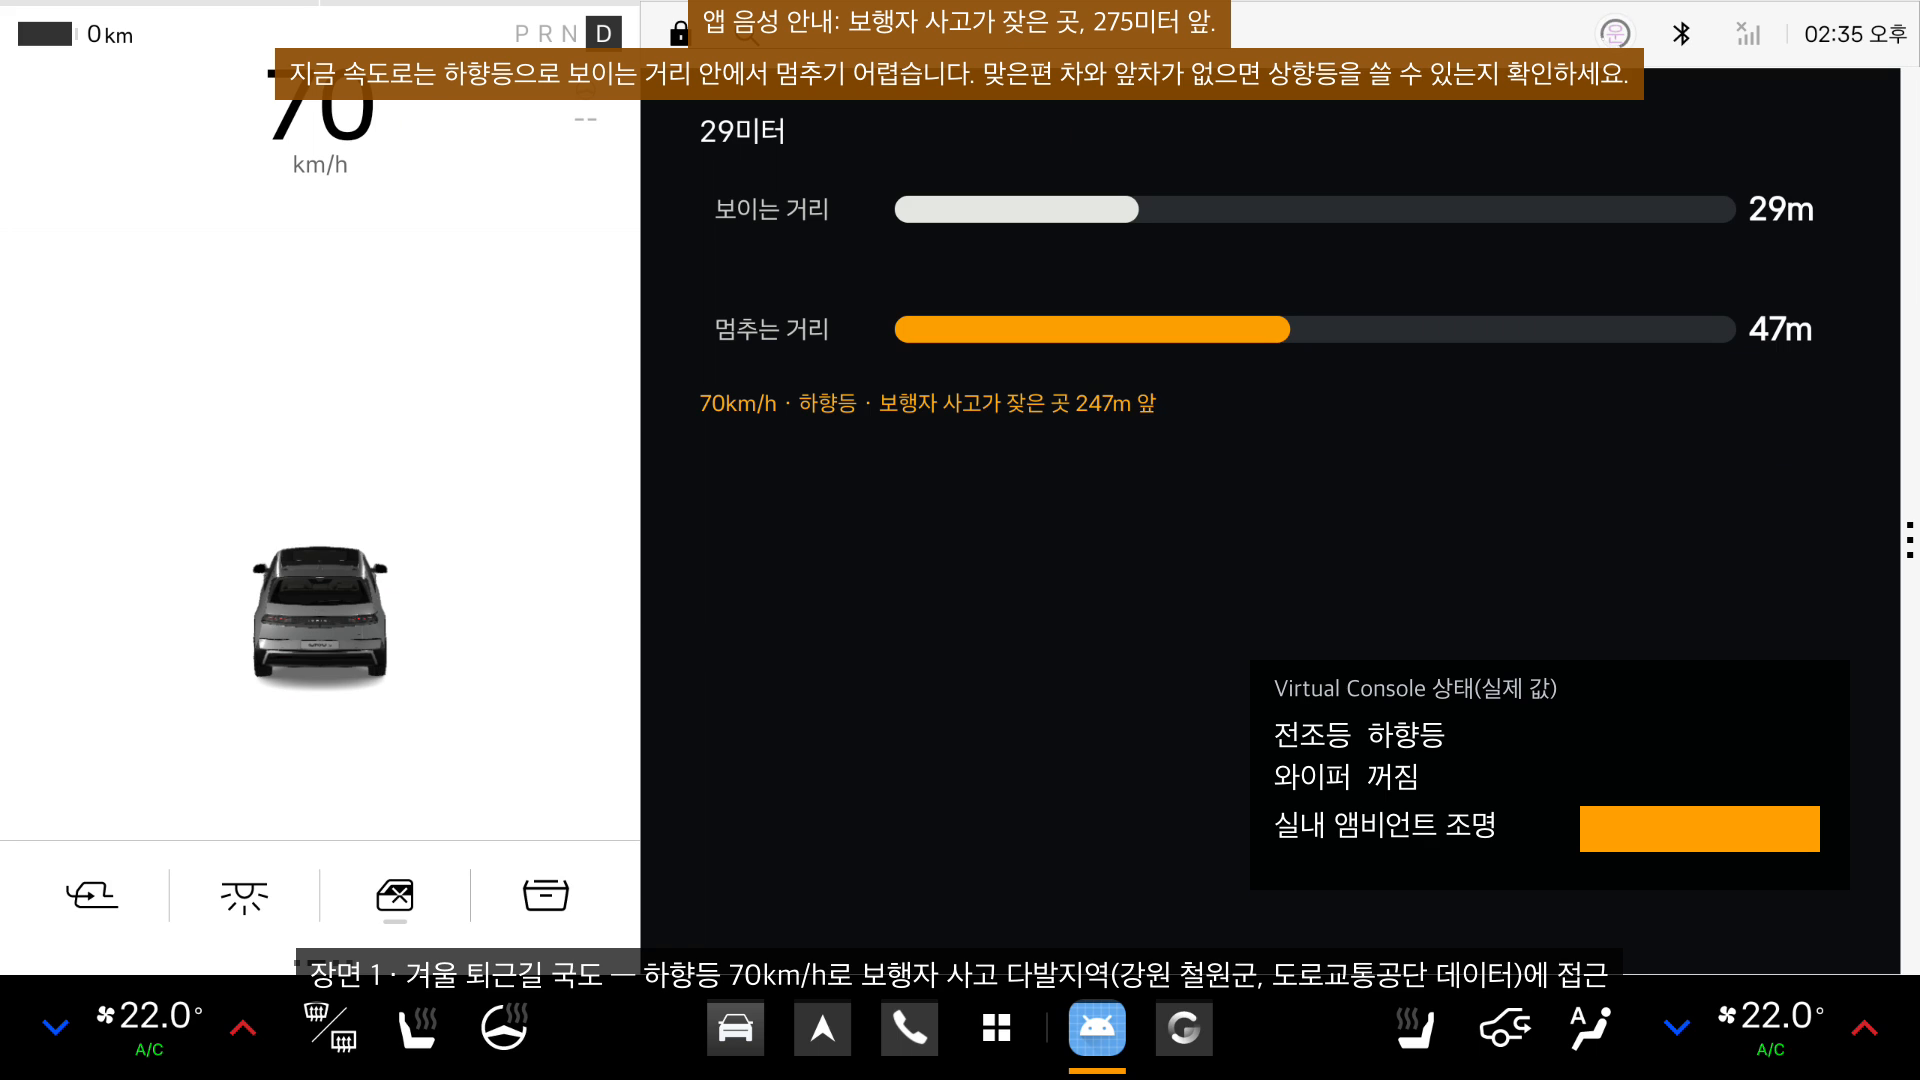 0 km
P R N D
앱 음성 안내: 보행자 사고가 잦은 곳, 275미터 앞.
운
02:35 오후
지금 속도로는 하향등으로 보이는 거리 안에서 멈추기 어렵습니다. 맞은편 차와 앞차가 없으면 상향등을 쓸 수 있는지 확인하세요.
70
km/h
--
29미터
보이는 거리
29m
멈추는 거리
47m
70km/h · 하향등 · 보행자 사고가 잦은 곳 247m 앞
Virtual Console 상태(실제 값)
전조등 하향등
와이퍼 꺼짐
실내 앰비언트 조명
장면 1 · 겨울 퇴근길 국도 — 하향등 70km/h로 보행자 사고 다발지역(강원 철원군, 도로교통공단 데이터)에 접근
22.0°
A/C
A
22.0°
A/C